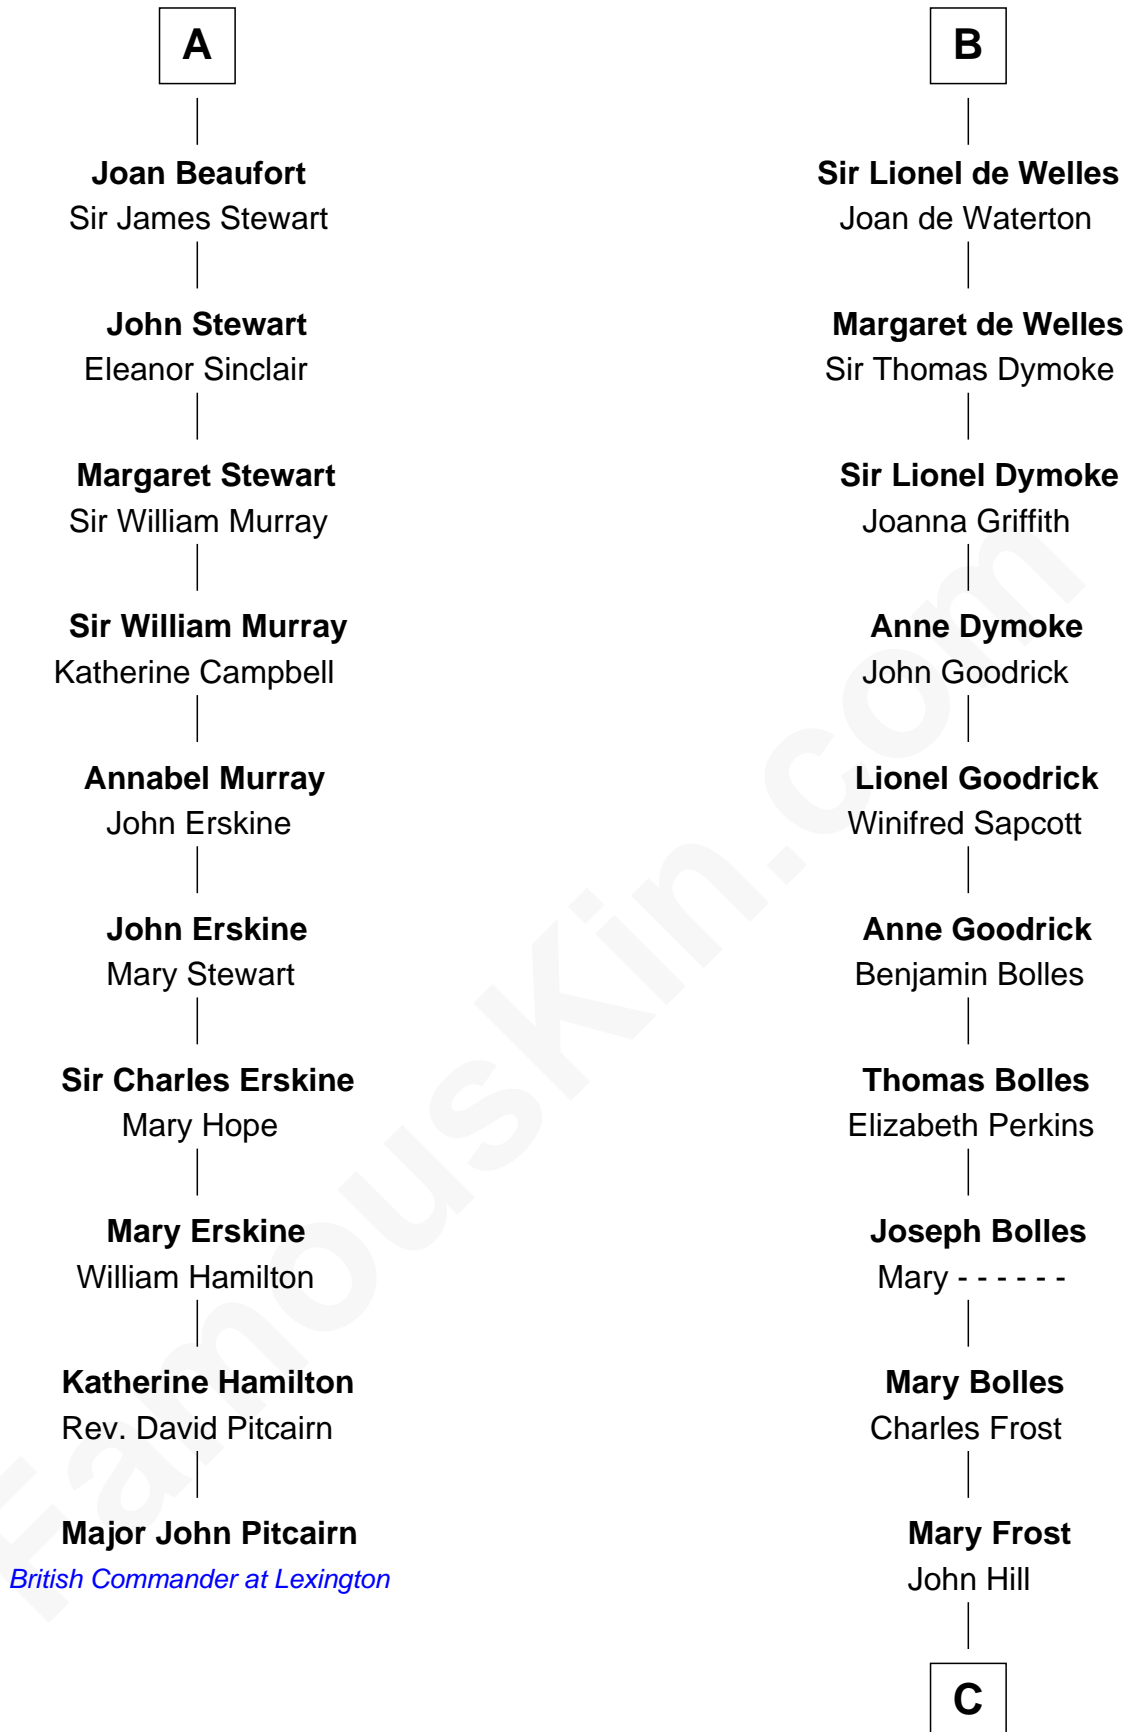 A
Joan Beaufort
Sir James Stewart
John Stewart
Eleanor Sinclair
Margaret Stewart
Sir William Murray
Sir William Murray
Katherine Campbell
Annabel Murray
John Erskine
John Erskine
Mary Stewart
Sir Charles Erskine
Mary Hope
Mary Erskine
William Hamilton
Katherine Hamilton
Rev. David Pitcairn
Major John Pitcairn
British Commander at Lexington
B
Sir Lionel de Welles
Joan de Waterton
Margaret de Welles
Sir Thomas Dymoke
Sir Lionel Dymoke
Joanna Griffith
Anne Dymoke
John Goodrick
Lionel Goodrick
Winifred Sapcott
Anne Goodrick
Benjamin Bolles
Thomas Bolles
Elizabeth Perkins
Joseph Bolles
Mary - - - - - -
Mary Bolles
Charles Frost
Mary Frost
John Hill
C
FamousKin.com